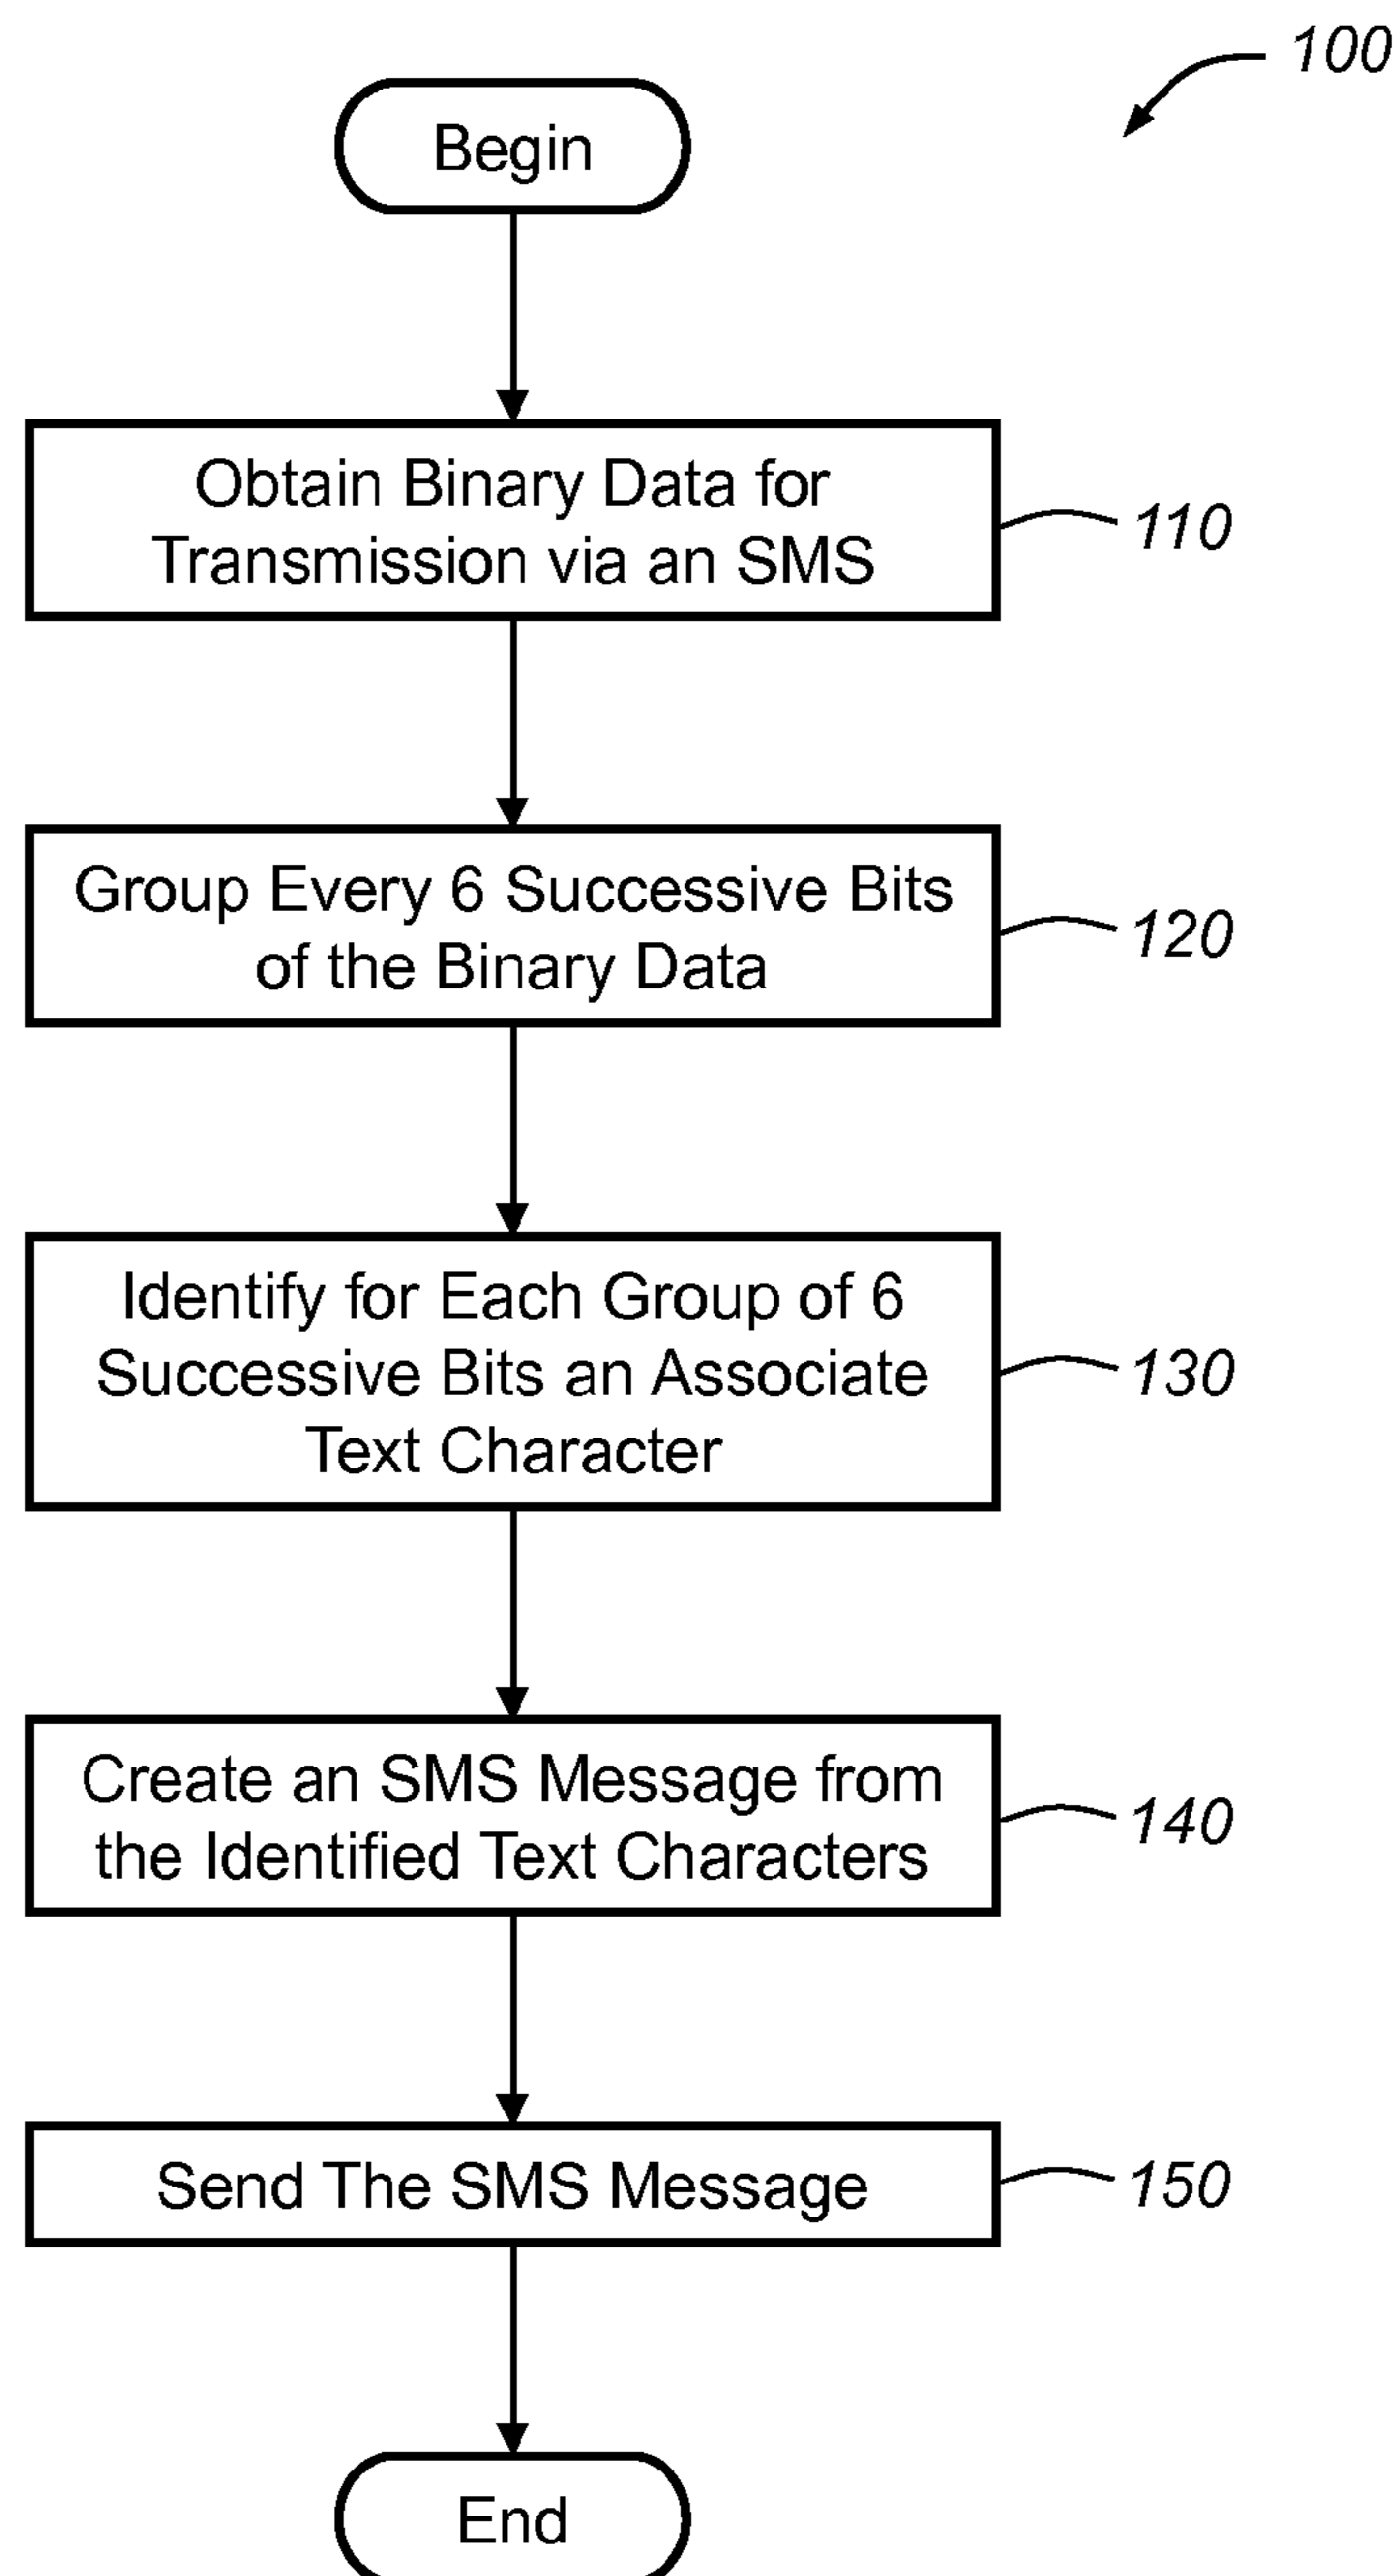 100
Begin
Obtain Binary Data for
Transmission via an SMS
110
Group Every 6 Successive Bits
of the Binary Data
120
Identify for Each Group of 6
Successive Bits an Associate
Text Character
130
Create an SMS Message from
the Identified Text Characters
140
Send The SMS Message
150
End